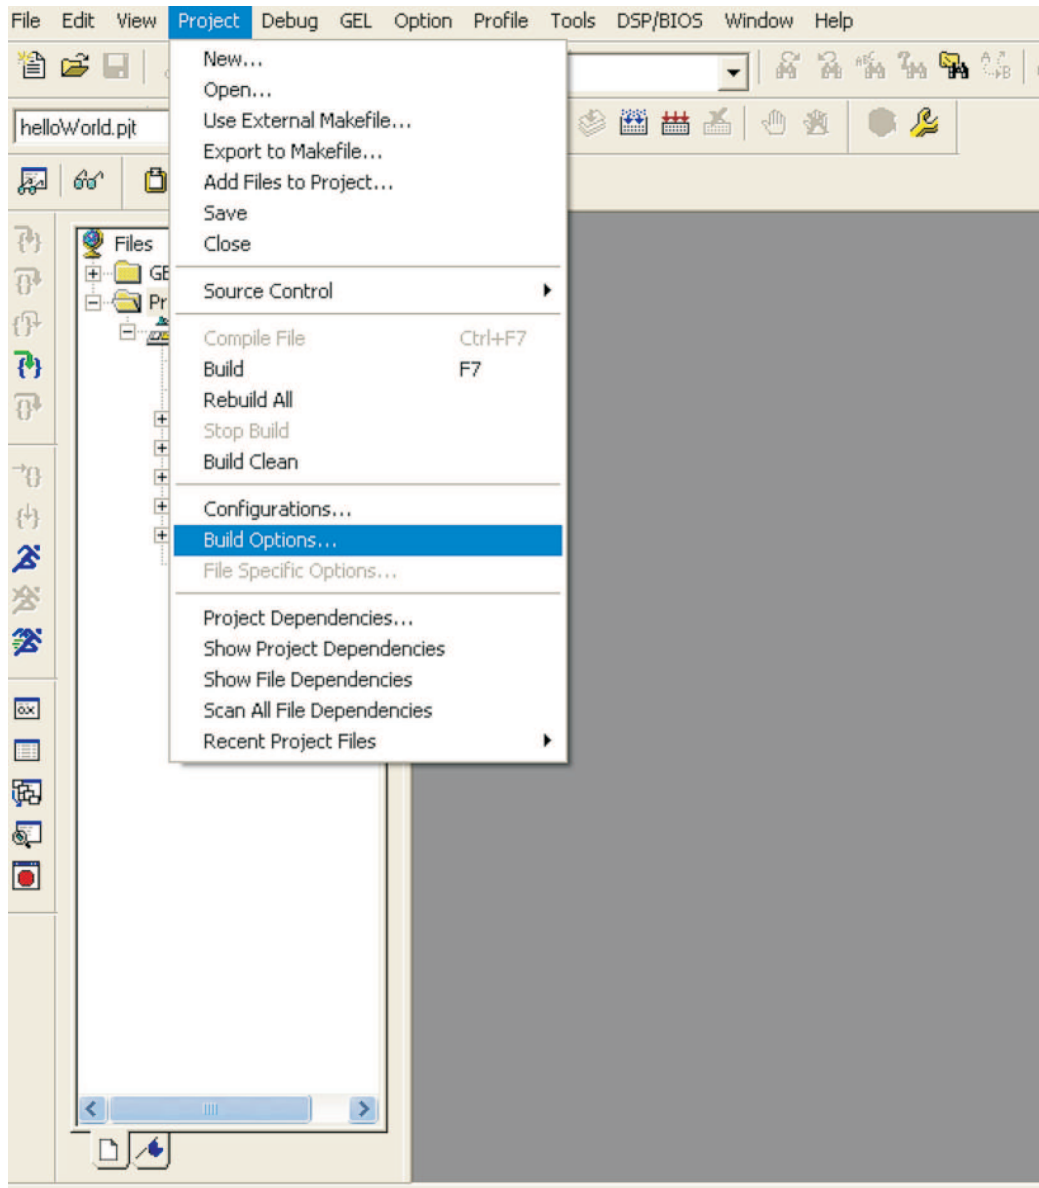 File Edit View Project Debug GEL Option Profile Tools DSP/BIOS Window Help
New...
Open...
helloWorld.pjt
Use External Makefile...
Export to Makefile...
Add Files to Project...
Save
Close
Files
GE
Pr
Source Control
Compile File Ctrl+F7
Build F7
Rebuild All
Stop Build
Build Clean
Configurations...
Build Options...
File Specific Options...
Project Dependencies...
Show Project Dependencies
Show File Dependencies
Scan All File Dependencies
Recent Project Files